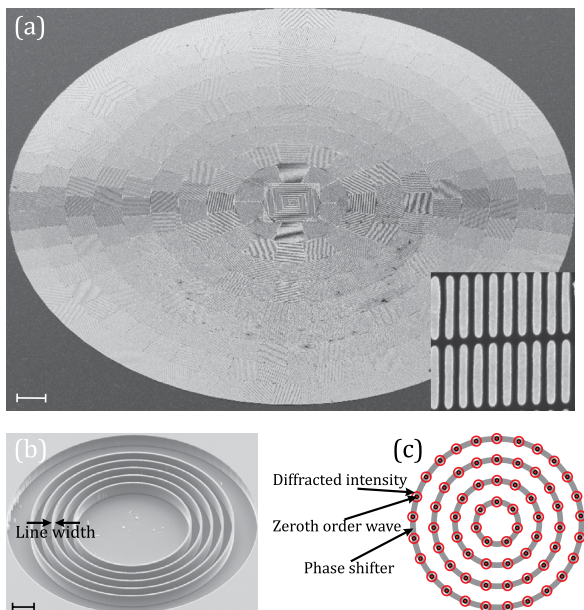 (a)
(b)
Line width
(c)
Diffracted intensity
Zeroth order wave
Phase shifter